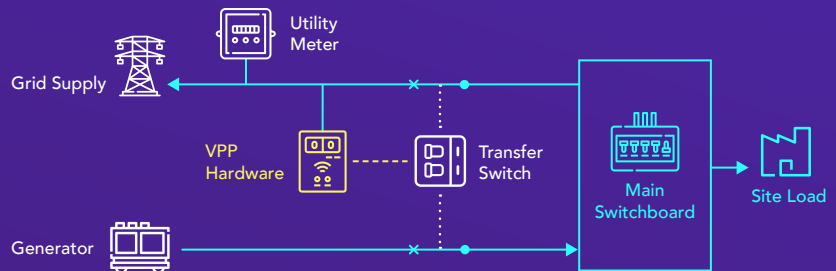 Utility
Meter
Grid Supply
VPP
Hardware
Transfer
Switch
Main
Switchboard
Site Load
Generator